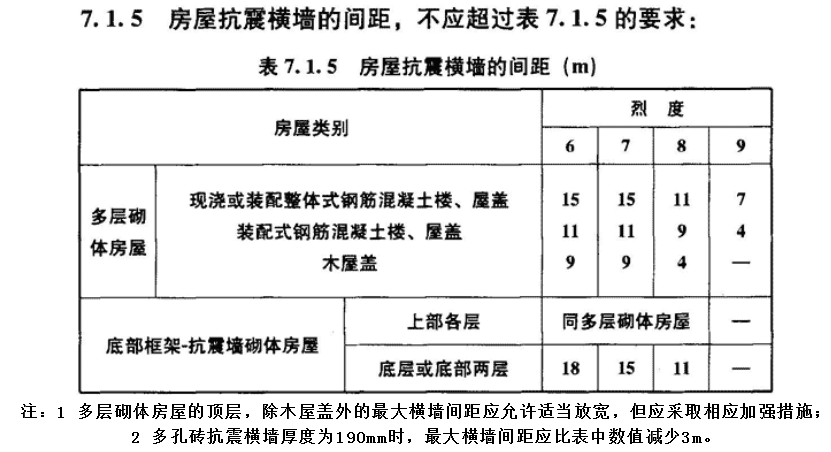 7.1.5 房屋抗震横墙的间距，不应超过表 7.1.5 的要求：
表 7.1.5 房屋抗震横墙的间距（m）
房屋类别 烈 度
6 7 8 9
多层砌体房屋 现浇或装配整体式钢筋混凝土楼、屋盖 15 15 11 7
装配式钢筋混凝土楼、屋盖 11 11 9 4
木屋盖 9 9 4 —
底部框架-抗震墙砌体房屋 上部各层 同多层砌体房屋 —
底层或底部两层 18 15 11 —
注：1 多层砌体房屋的顶层，除木屋盖外的最大横墙间距应允许适当放宽，但应采取相应加强措施；
2 多孔砖抗震横墙厚度为190mm时，最大横墙间距应比表中数值减少3m。